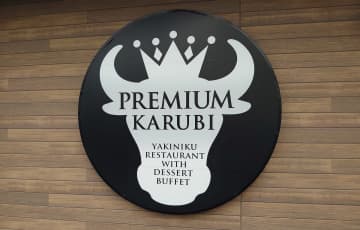 PREMIUM
KARUBI
YAKINIKU
RESTAURANT
WITH
DESSERT
BUFFET